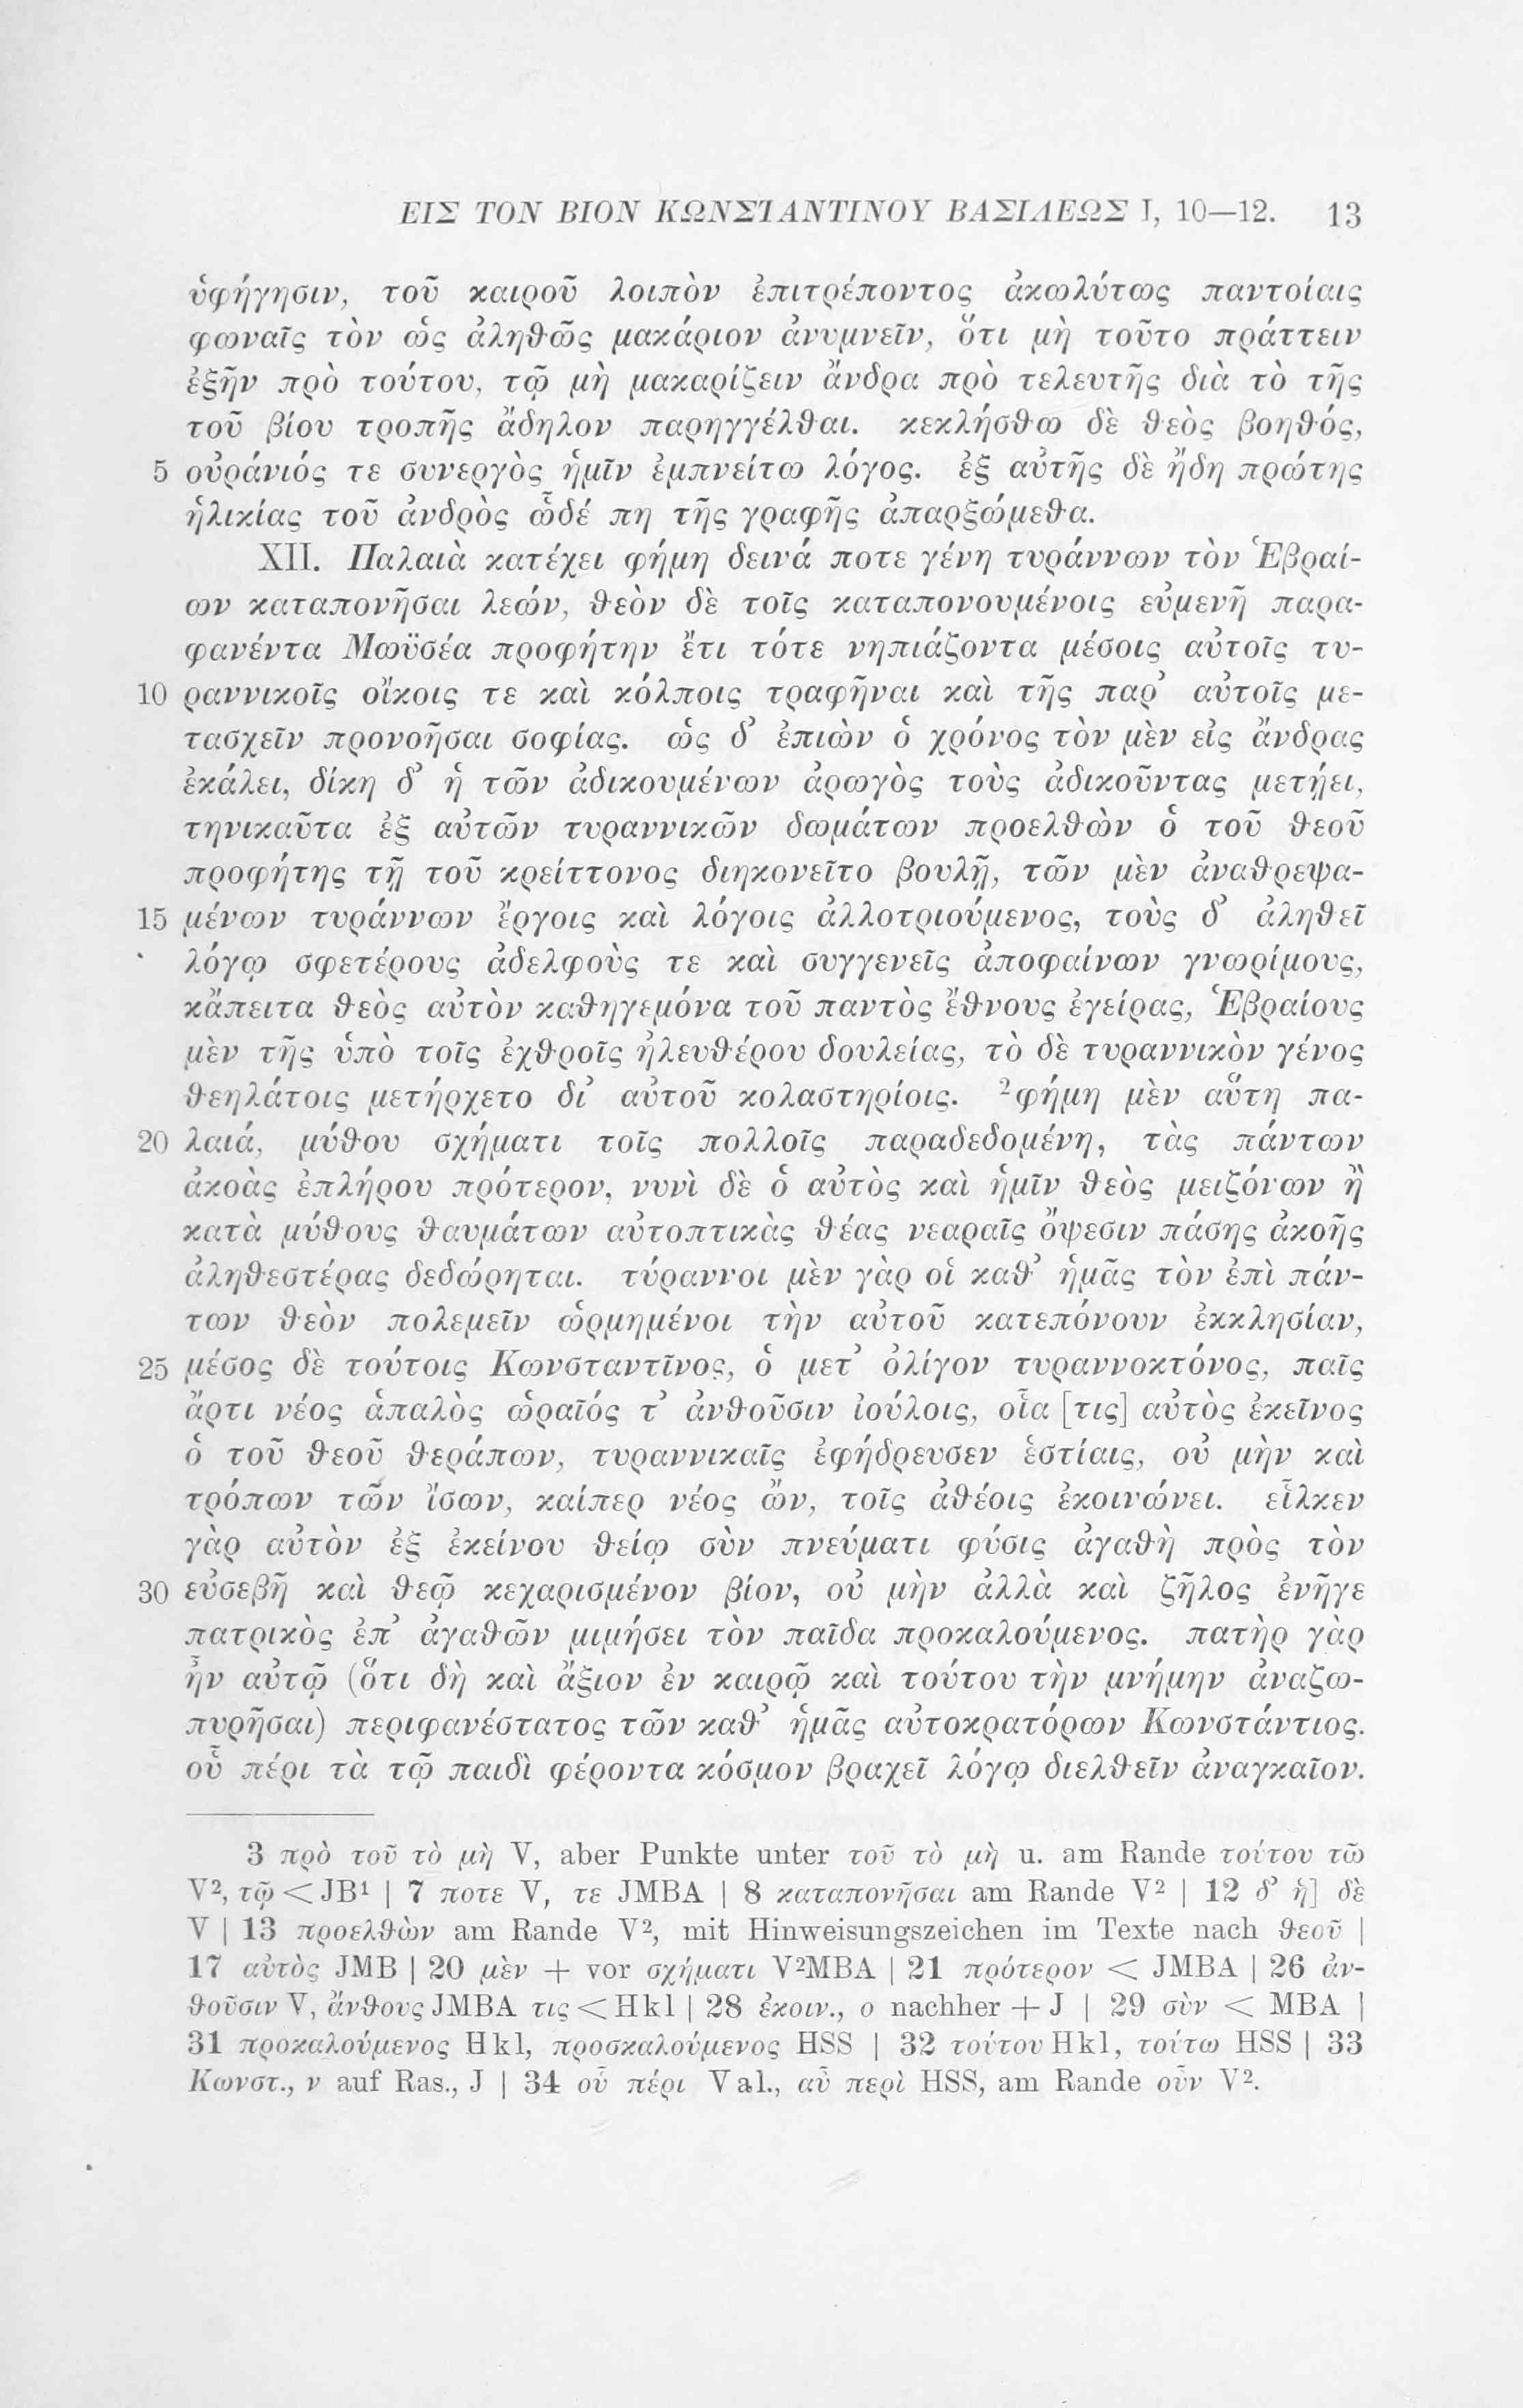 ΕΙΣ ΤΟΝ ΒΙΟΝ ΚΩΝΣΤΑΝΤΙΝΟΥ ΒΑΣΙΛΕΩΣ I, 10—12. 13
ὑφήγησιν, τοῦ καιροῦ λοιπὸν ἐπιτρέποντος ἀκωλύτως παντοίαις
φωναῖς τὸν ὡς ἀληθῶς μακάριον ἀνυμνεῖν, ὅτι μὴ τοῦτο πράττειν
ἐξῆν πρὸ τούτου, τῷ μὴ μακαρίζειν ἄνδρα πρὸ τελευτῆς διὰ τὸ τῆς
τοῦ βίου τροπῆς ἄδηλον παρηγγέλθαι. κεκλήσθω δὲ θεὸς βοηθός,
5 οὐράνιός τε συνεργὸς ἡμῖν ἐμπνείτω λόγος. ἐξ αὐτῆς δὲ ἤδη πρώτης
ἡλικίας τοῦ ἀνδρὸς ὧδέ πη τῆς γραφῆς ἀπαρξώμεθα.
XII. Παλαιὰ κατέχει φήμη δεινά ποτε γένη τυράννων τὸν Ἑβραί-
ων καταπονῆσαι λεών, θεὸν δὲ τοῖς καταπονουμένοις εὐμενῆ παρα-
φανέντα Μωϋσέα προφήτην ἔτι τότε νηπιάζοντα μέσοις αὐτοῖς τυ-
10 ραννικοῖς οἴκοις τε καὶ κόλποις τραφῆναι καὶ τῆς παρ᾽ αὐτοῖς με-
τασχεῖν προνοῆσαι σοφίας. ὡς δ᾽ ἐπιὼν ὁ χρόνος τὸν μὲν εἰς ἄνδρας
ἐκάλει, δίκη δ᾽ ἡ τῶν ἀδικουμένων ἀρωγὸς τοὺς ἀδικοῦντας μετῄει,
τηνικαῦτα ἐξ αὐτῶν τυραννικῶν δωμάτων προελθὼν ὁ τοῦ θεοῦ
προφήτης τῇ τοῦ κρείττονος διηκονεῖτο βουλῇ, τῶν μὲν ἀναθρεψα-
15 μένων τυράννων ἔργοις καὶ λόγοις ἀλλοτριούμενος, τοὺς δ᾽ ἀληθεῖ
λόγῳ σφετέρους ἀδελφοὺς τε καὶ συγγενεῖς ἀποφαίνων γνωρίμους,
κἄπειτα θεὸς αὐτὸν καθηγεμόνα τοῦ παντὸς ἔθνους ἐγείρας, Ἑβραίους
μὲν τῆς ὑπὸ τοῖς ἐχθροῖς ἠλευθέρου δουλείας, τὸ δὲ τυραννικὸν γένος
θεηλάτοις μετήρχετο δι᾽ αὐτοῦ κολαστηρίοις. ²φήμη μὲν αὕτη πα-
20 λαιά, μύθου σχήματι τοῖς πολλοῖς παραδεδομένη, τὰς πάντων
ἀκοὰς ἐπλήρου πρότερον, νυνὶ δὲ ὁ αὐτὸς καὶ ἡμῖν θεὸς μειζόνων ἢ
κατὰ μύθους θαυμάτων αὐτοπτικὰς θέας νεαραῖς ὄψεσιν πάσης ἀκοῆς
ἀληθεστέρας δεδώρηται. τύραννοι μὲν γὰρ οἱ καθ᾽ ἡμᾶς τὸν ἐπὶ πάν-
των θεὸν πολεμεῖν ὡρμημένοι τὴν αὐτοῦ κατεπόνουν ἐκκλησίαν,
25 μέσος δὲ τούτοις Κωνσταντῖνος, ὁ μετ᾽ ὀλίγον τυραννοκτόνος, παῖς
ἄρτι νέος ἁπαλὸς ὡραῖός τ᾽ ἀνθοῦσιν ἰούλοις, οἷα [τις] αὐτὸς ἐκεῖνος
ὁ τοῦ θεοῦ θεράπων, τυραννικαῖς ἐφήδρευσεν ἑστίαις, οὐ μὴν καὶ
τρόπων τῶν ἴσων, καίπερ νέος ὤν, τοῖς ἀθέοις ἐκοινώνει. εἷλκεν
γὰρ αὐτὸν ἐξ ἐκείνου θείῳ σὺν πνεύματι φύσις ἀγαθὴ πρὸς τὸν
30 εὐσεβῆ καὶ θεῷ κεχαρισμένον βίον, οὐ μὴν ἀλλὰ καὶ ζῆλος ἐνῆγε
πατρικὸς ἐπ᾽ ἀγαθῶν μιμήσει τὸν παῖδα προκαλούμενος. πατὴρ γὰρ
ἦν αὐτῷ (ὅτι δὴ καὶ ἄξιον ἐν καιρῷ καὶ τούτου τὴν μνήμην ἀναζω-
πυρῆσαι) περιφανέστατος τῶν καθ᾽ ἡμᾶς αὐτοκρατόρων Κωνστάντιος.
οὗ πέρι τὰ τῷ παιδὶ φέροντα κόσμον βραχεῖ λόγῳ διελθεῖν ἀναγκαῖον.
3 πρὸ τοῦ τὸ μὴ V, aber Punkte unter τοῦ τὸ μὴ u. am Rande τούτου τῶ
V², τῷ < JB¹ | 7 ποτε V, τε JMBA | 8 καταπονῆσαι am Rande V² | 12 δ᾽ ἡ] δὲ
V | 13 προελθὼν am Rande V², mit Hinweisungszeichen im Texte nach θεοῦ |
17 αὐτὸς JMB | 20 μὲν + vor σχήματι V²MBA | 21 πρότερον < JMBA | 26 ἀν-
θοῦσιν V, ἄνθους JMBA τις < Hkl | 28 ἐκοιν., ο nachher + J | 29 σὺν < MBA |
31 προκαλούμενος Hkl, προσκαλούμενος HSS | 32 τούτου Hkl, τούτω HSS | 33
Κωνστ., ν auf Ras., J | 34 οὗ πέρι Val., αὖ περὶ HSS, am Rande οὖν V².